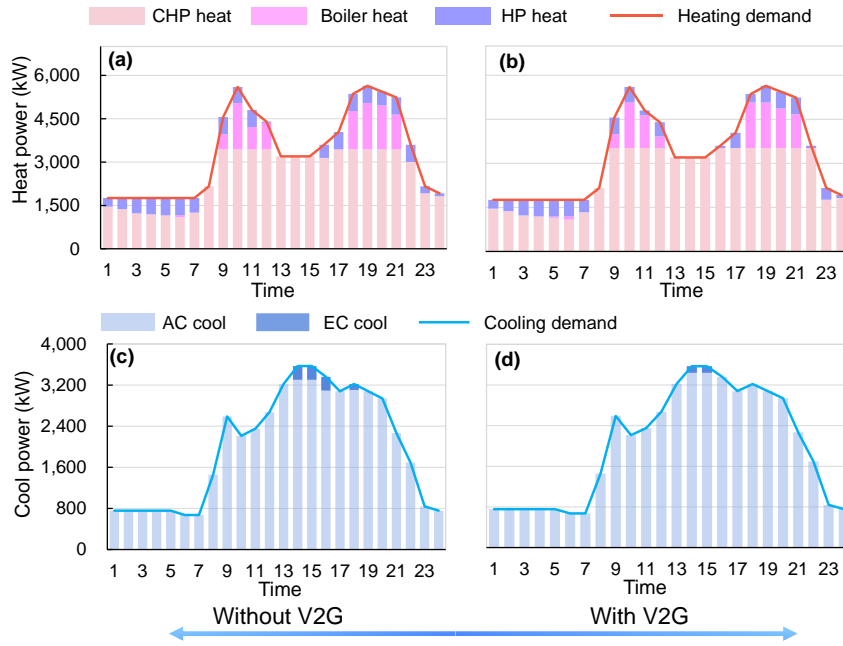 CHP heat Boiler heat HP heat Heating demand
(a) (b)
Heat power (kW)
6,000
4,500
3,000
1,500
0
1 3 5 7 9 11 13 15 17 19 21 23
1 3 5 7 9 11 13 15 17 19 21 23
Time Time
AC cool EC cool Cooling demand
(c) (d)
Cool power (kW)
4,000
3,200
2,400
1,600
800
0
1 3 5 7 9 11 13 15 17 19 21 23
1 3 5 7 9 11 13 15 17 19 21 23
Time Time
Without V2G With V2G